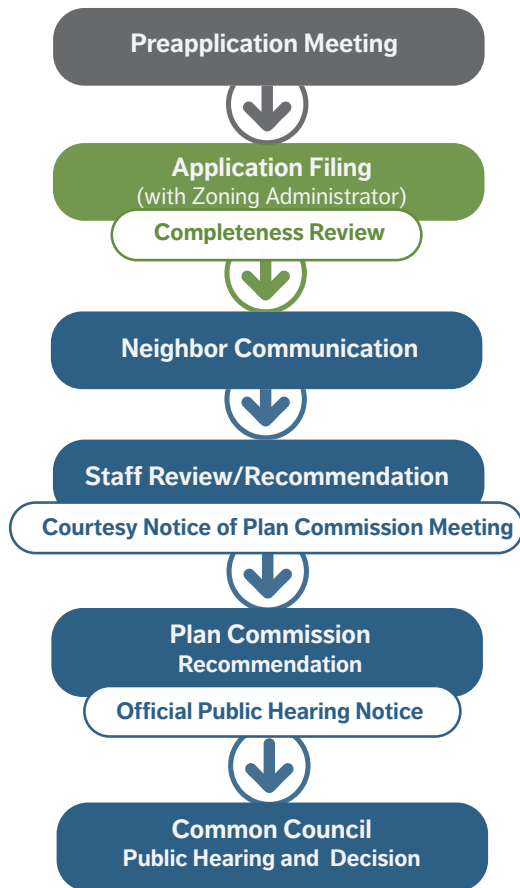 Preapplication Meeting
Application Filing
(with Zoning Administrator)
Completeness Review
Neighbor Communication
Staff Review/Recommendation
Courtesy Notice of Plan Commission Meeting
Plan Commission
Recommendation
Official Public Hearing Notice
Common Council
Public Hearing and Decision